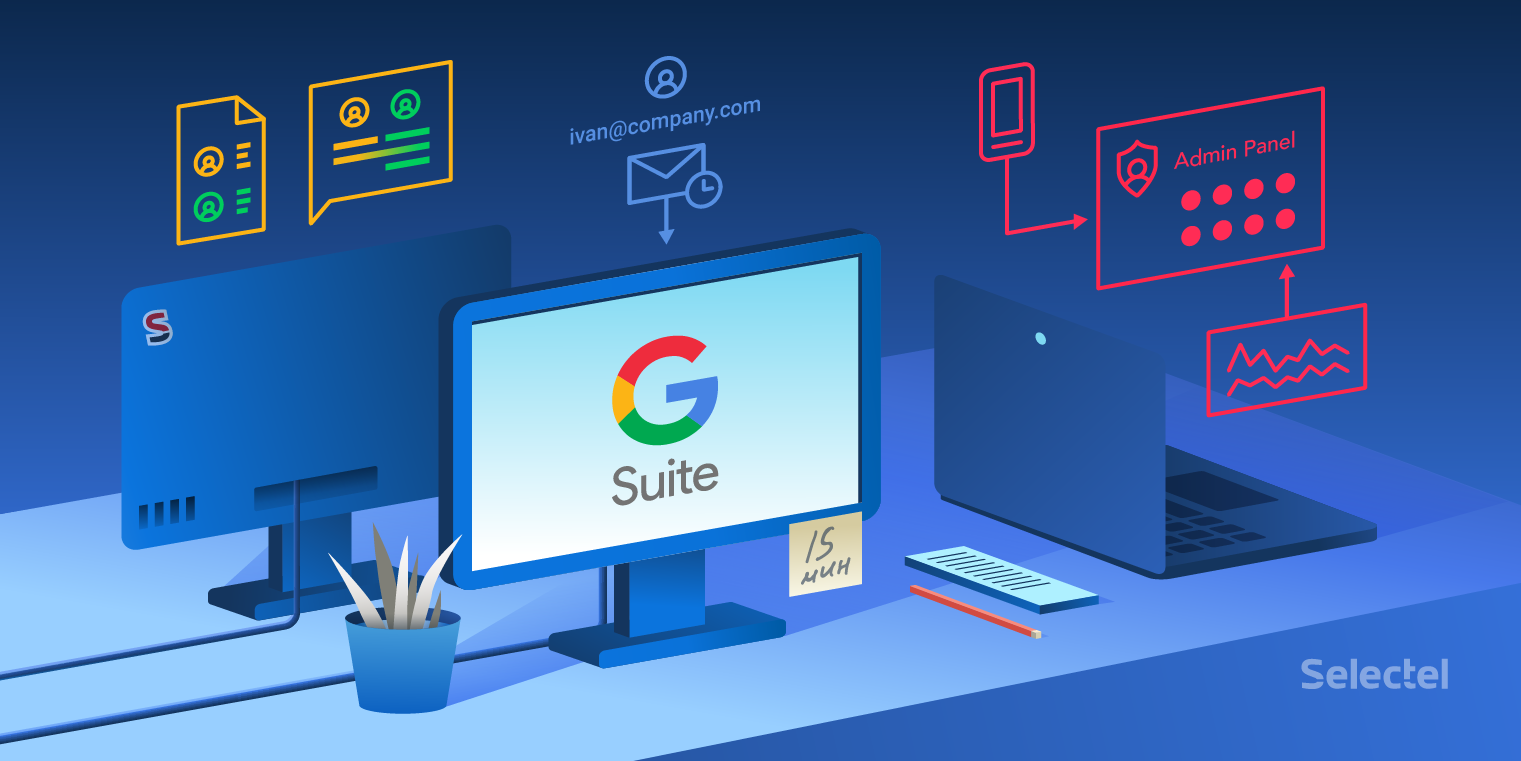 ivan@company.com
Admin Panel
S
G
Suite
15
мин
Selectel